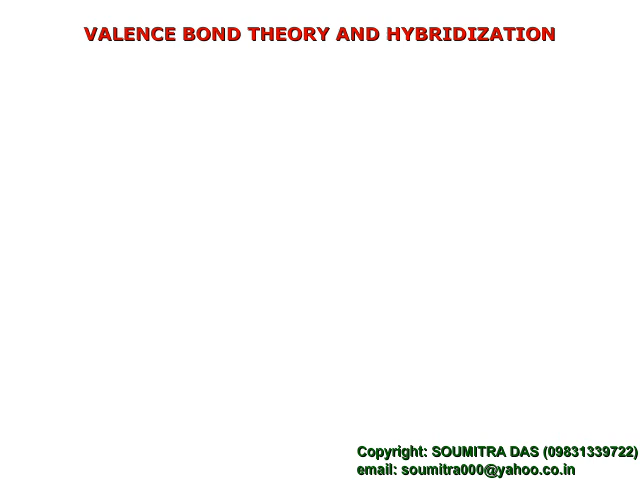 VALENCE BOND THEORY AND HYBRIDIZATION
Copyright: SOUMITRA DAS (09831339722)
email: soumitra000@yahoo.co.in